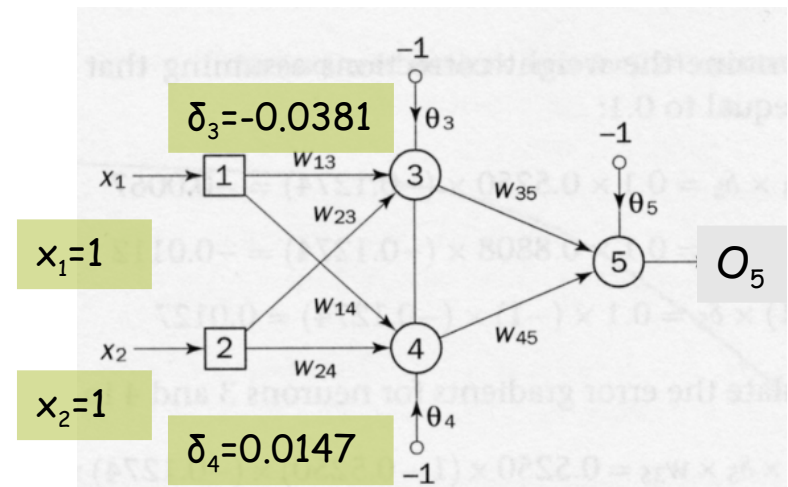 -1
δ₃=-0.0381
θ₃
-1
x₁
1
w₁₃
3
w₃₅
θ₅
w₂₃
x₁=1
5
O₅
w₁₄
x₂
2
w₂₄
4
w₄₅
x₂=1
θ₄
δ₄=0.0147
-1